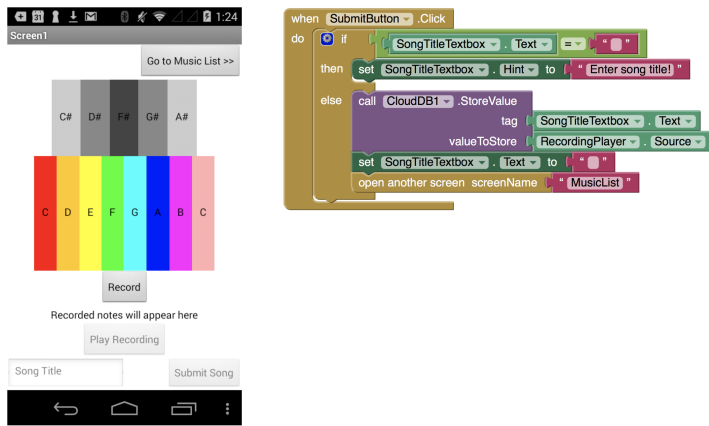 1:24
Screen1
Go to Music List >>
C# D# F# G# A#
C D E F G A B C
Record
Recorded notes will appear here
Play Recording
Song Title Submit Song
when SubmitButton .Click
do if SongTitleTextbox . Text = " "
then set SongTitleTextbox . Hint to " Enter song title! "
else call CloudDB1 .StoreValue
tag SongTitleTextbox . Text
valueToStore RecordingPlayer . Source
set SongTitleTextbox . Text to " "
open another screen screenName " MusicList "